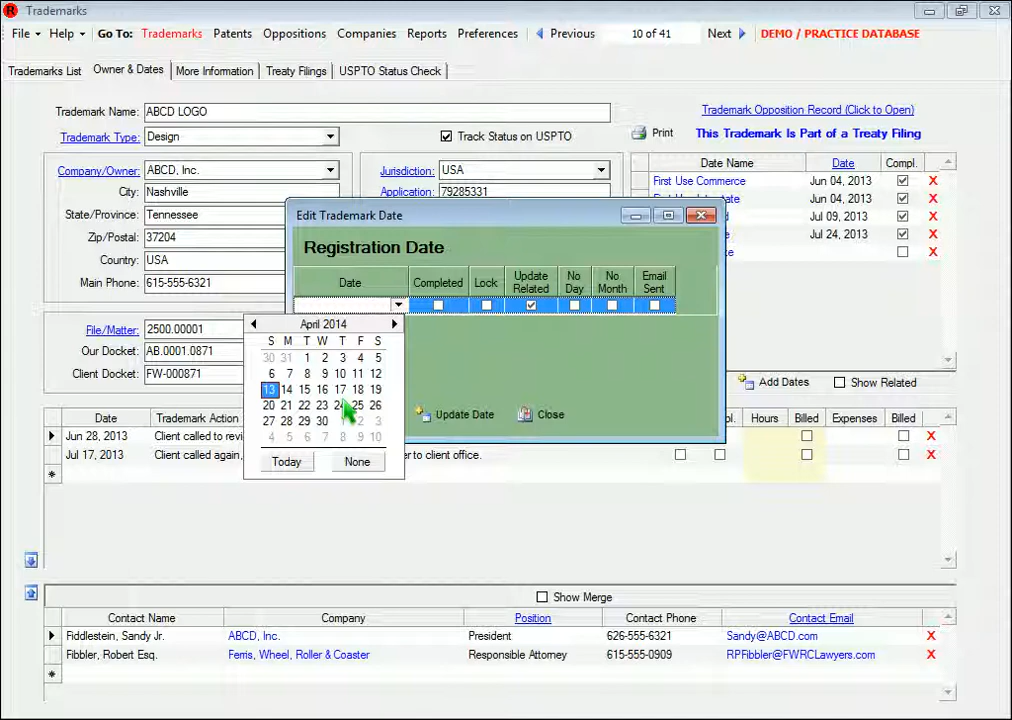 R Trademarks
File Help Go To: Trademarks Patents Oppositions Companies Reports Preferences Previous 10 of 41 Next DEMO / PRACTICE DATABASE
Trademarks List Owner & Dates More Information Treaty Filings USPTO Status Check
Trademark Name: ABCD LOGO
Trademark Opposition Record (Click to Open)
Trademark Type: Design
Track Status on USPTO
Print This Trademark Is Part of a Treaty Filing
Company/Owner: ABCD, Inc.
City: Nashville
State/Province: Tennessee
Zip/Postal: 37204
Country: USA
Main Phone: 615-555-6321
Jurisdiction: USA
Application: 79285331
Date Name Date Compl.
First Use Commerce Jun 04, 2013 X
Jun 04, 2013 X
Jul 09, 2013 X
Jul 24, 2013 X
X
Edit Trademark Date
Registration Date
Date Completed Lock Update Related No Day No Month Email Sent
April 2014
S M T W T F S
30 31 1 2 3 4 5
6 7 8 9 10 11 12
13 14 15 16 17 18 19
20 21 22 23 24 25 26
27 28 29 30 1 2 3
4 5 6 7 8 9 10
Today None
Update Date Close
File/Matter: 2500.00001
Our Docket: AB.0001.0871
Client Docket: FW-000871
Add Dates Show Related
Date Trademark Action Hours Billed Expenses Billed
Jun 28, 2013 Client called to revi X
Jul 17, 2013 Client called again, er to client office. X
Show Merge
Contact Name Company Position Contact Phone Contact Email
Fiddlestein, Sandy Jr. ABCD, Inc. President 626-555-6321 Sandy@ABCD.com X
Fibbler, Robert Esq. Ferris, Wheel, Roller & Coaster Responsible Attorney 615-555-0909 RPFibbler@FWRCLawyers.com X